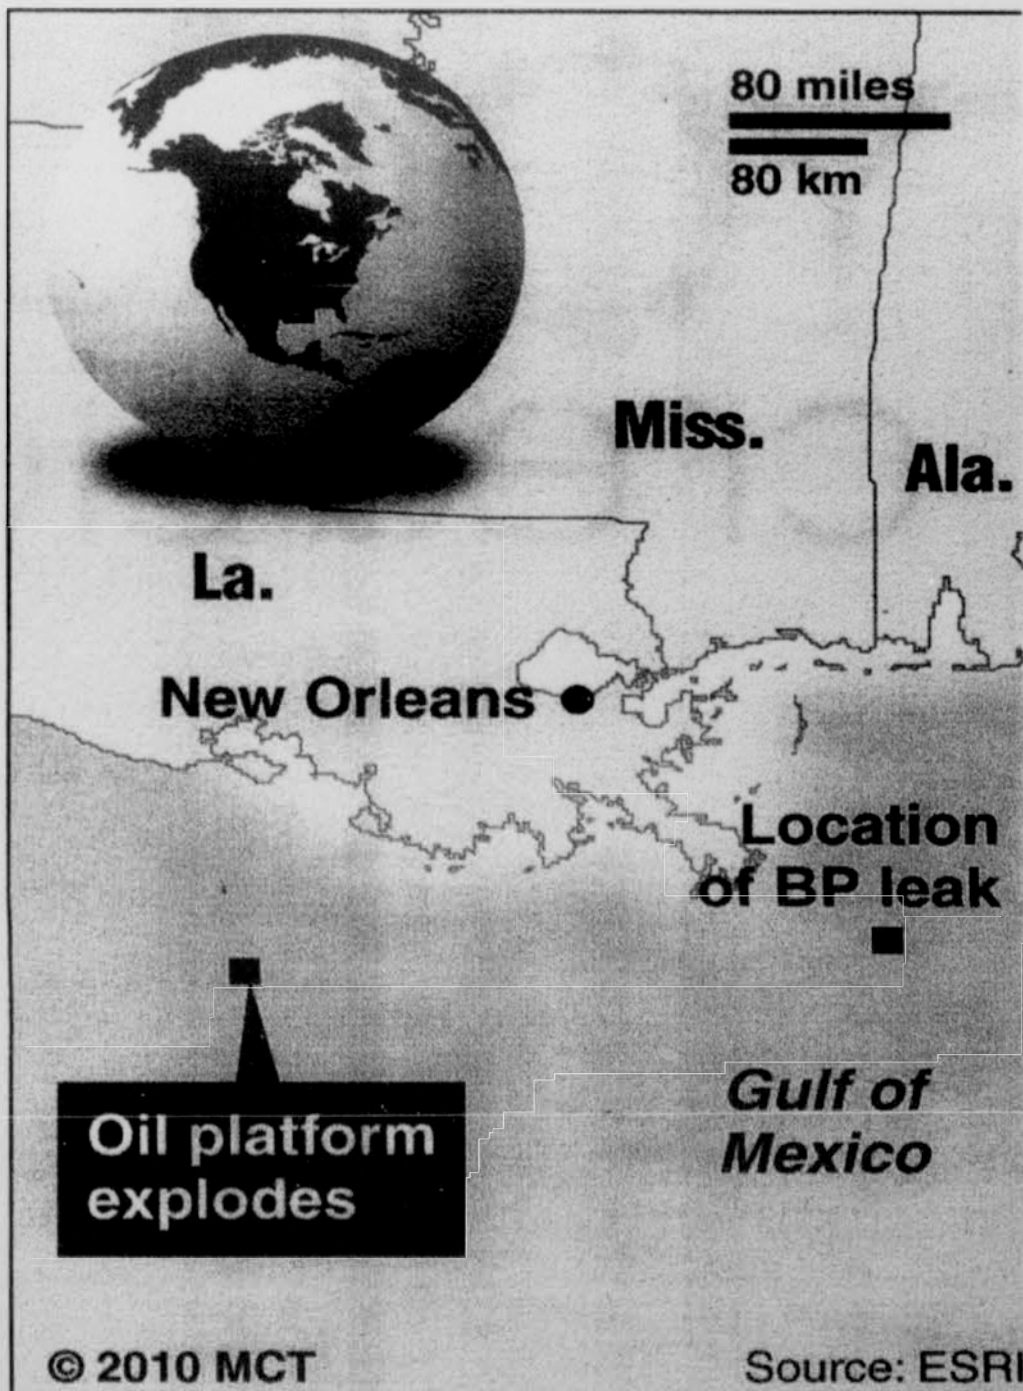 80 miles
80 km
Miss.
Ala.
La.
New Orleans
Location
of BP leak
Oil platform
explodes
Gulf of
Mexico
© 2010 MCT
Source: ESRI